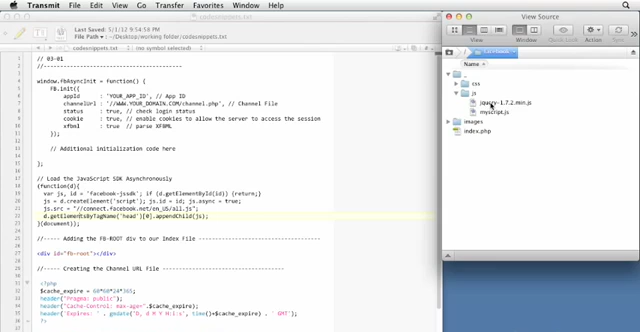 Transmit File Edit View Go Transfer Favorites Window Help
codesnippets.txt
Last Saved: 5/1/12 9:54:58 PM
File Path ▾ : ~/Desktop/working folder/codesnippets.txt
codesnippets.txt (no symbol selected)
// 03-01
//----------------------------------------
window.fbAsyncInit = function() {
FB.init({
appId : 'YOUR_APP_ID', // App ID
channelUrl : '//WWW.YOUR_DOMAIN.COM/channel.php', // Channel File
status : true, // check login status
cookie : true, // enable cookies to allow the server to access the session
xfbml : true // parse XFBML
});
// Additional initialization code here
};
// Load the JavaScript SDK Asynchronously
(function(d){
var js, id = 'facebook-jssdk'; if (d.getElementById(id)) {return;}
js = d.createElement('script'); js.id = id; js.async = true;
js.src = "//connect.facebook.net/en_US/all.js";
d.getElementsByTagName('head')[0].appendChild(js);
}(document));
//----- Adding the FB-ROOT div to our Index File
<div id="fb-root"></div>
//----- Creating the Channel URL File
<?php
$cache_expire = 60*60*24*365;
header("Pragma: public");
header("Cache-Control: max-age=".$cache_expire);
header('Expires: ' . gmdate('D, d M Y H:i:s', time()+$cache_expire) . ' GMT');
?>
View Source
View
Window
Quick Look
Action
Sync
Name
..
css
js
jquery-1.7.2.min.js
myscript.js
images
index.php